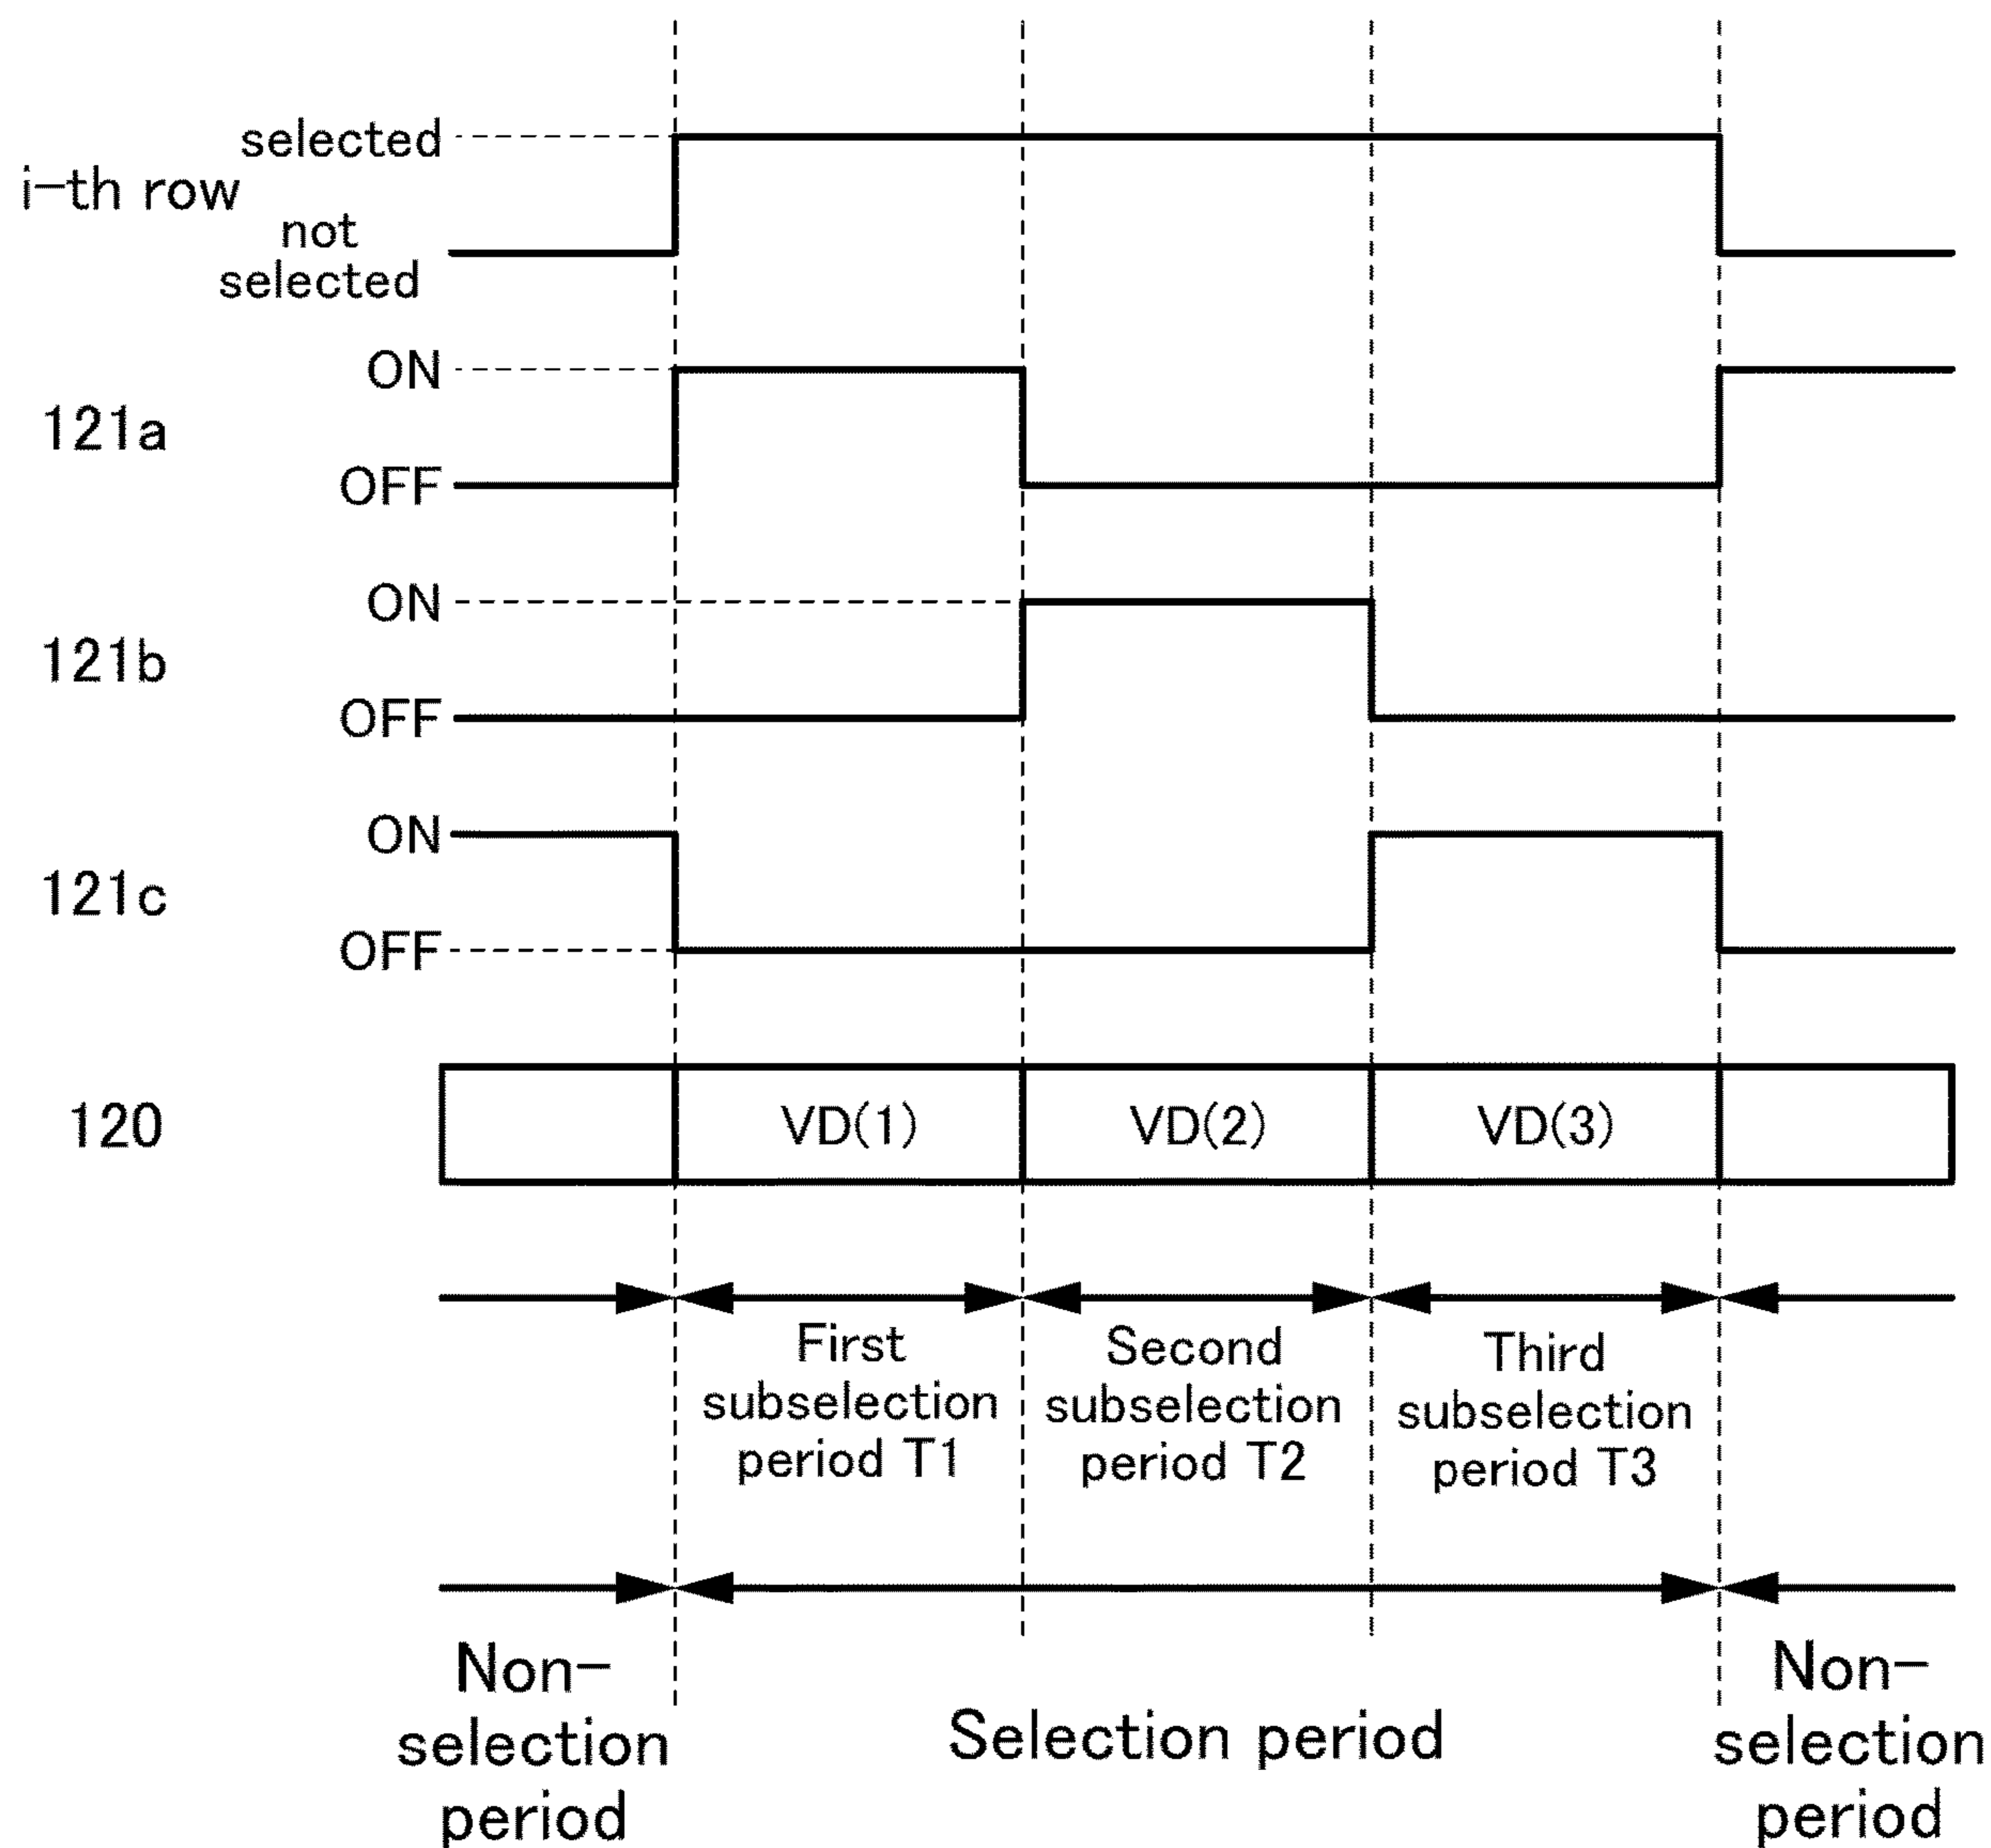 selected
i-th row
not
selected
ON
121a
OFF
ON
121b
OFF
ON
121c
OFF
120
VD(1)
VD(2)
VD(3)
First
subselection
period T1
Second
subselection
period T2
Third
subselection
period T3
Non-
selection
period
Selection period
Non-
selection
period